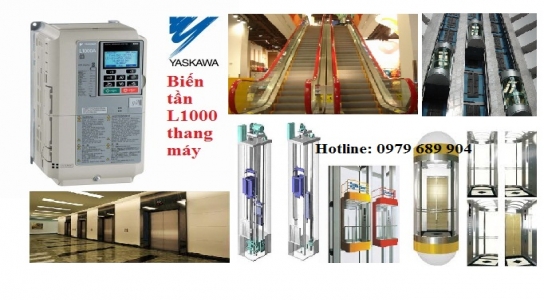 YASKAWA
Biến
tần
L1000
thang
máy
Hotline: 0979 689 904